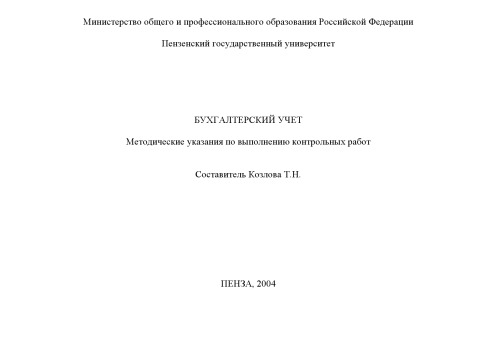 Министерство общего и профессионального образования Российской Федерации
Пензенский государственный университет
БУХГАЛТЕРСКИЙ УЧЕТ
Методические указания по выполнению контрольных работ
Составитель Козлова Т.Н.
ПЕНЗА, 2004